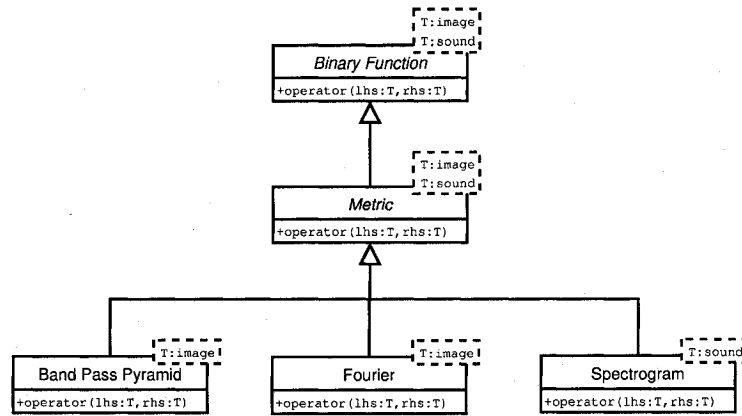 T:image
T:sound
Binary Function
+operator(lhs:T,rhs:T)
T:image
T:sound
Metric
+operator(lhs:T,rhs:T)
T:image
Band Pass Pyramid
+operator(lhs:T,rhs:T)
T:image
Fourier
+operator(lhs:T,rhs:T)
T:sound
Spectrogram
+operator(lhs:T,rhs:T)